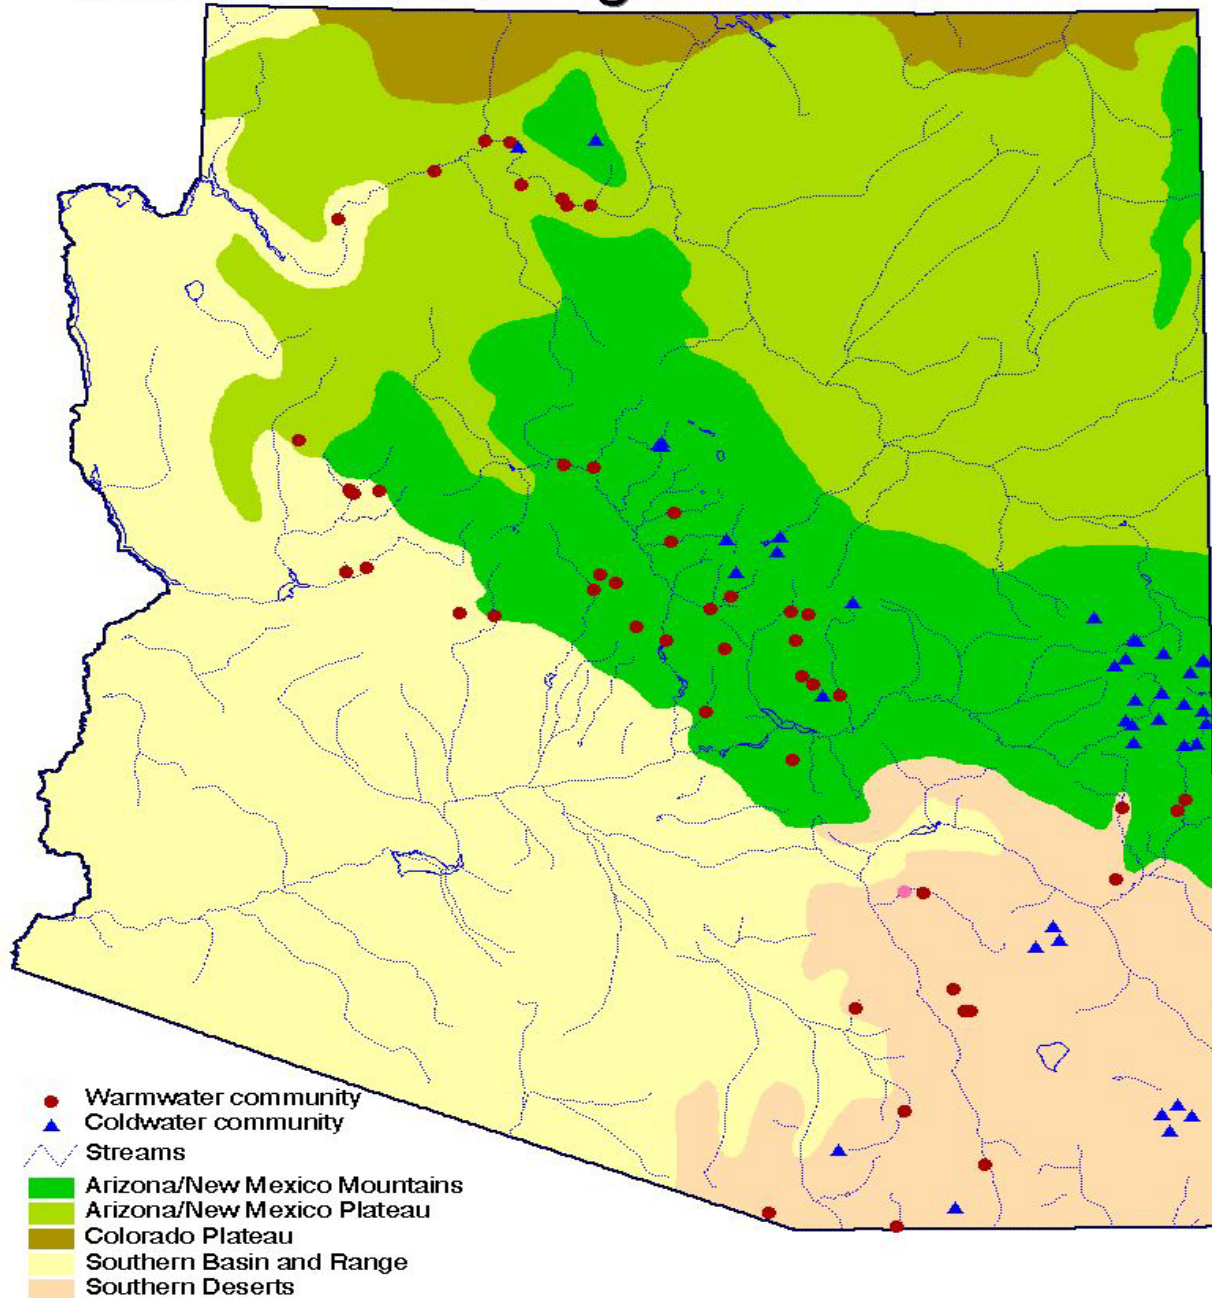 Warmwater community
Coldwater community
Streams
Arizona/New Mexico Mountains
Arizona/New Mexico Plateau
Colorado Plateau
Southern Basin and Range
Southern Deserts